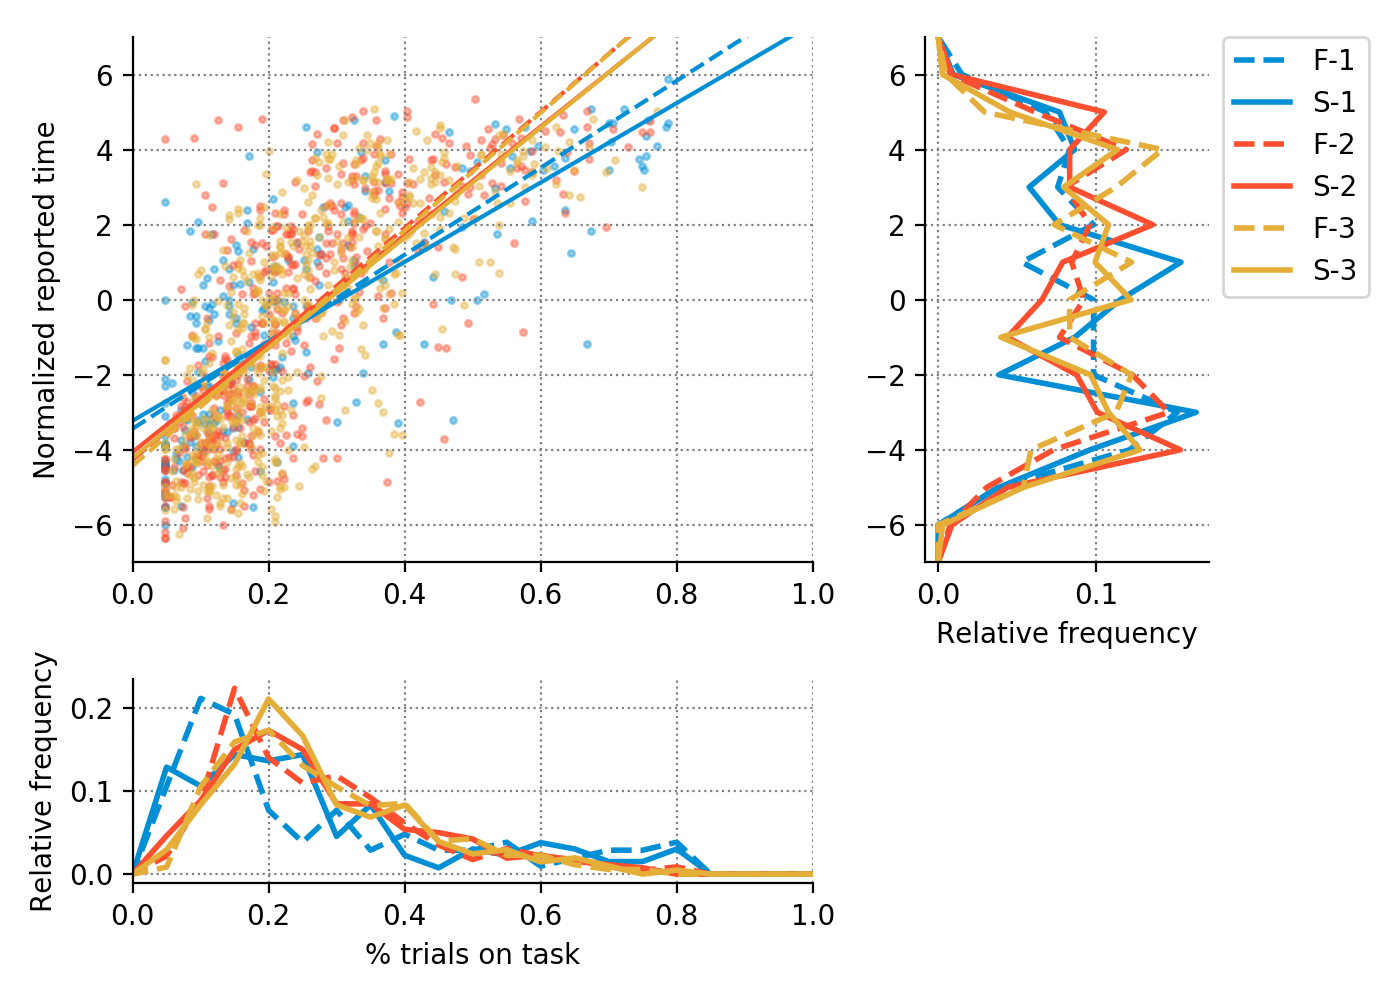 Normalized reported time
6
4
2
0
−2
−4
−6
0.0 0.2 0.4 0.6 0.8 1.0
6
4
2
0
−2
−4
−6
0.0 0.1
Relative frequency
F-1
S-1
F-2
S-2
F-3
S-3
Relative frequency
0.2
0.1
0.0
0.0 0.2 0.4 0.6 0.8 1.0
% trials on task